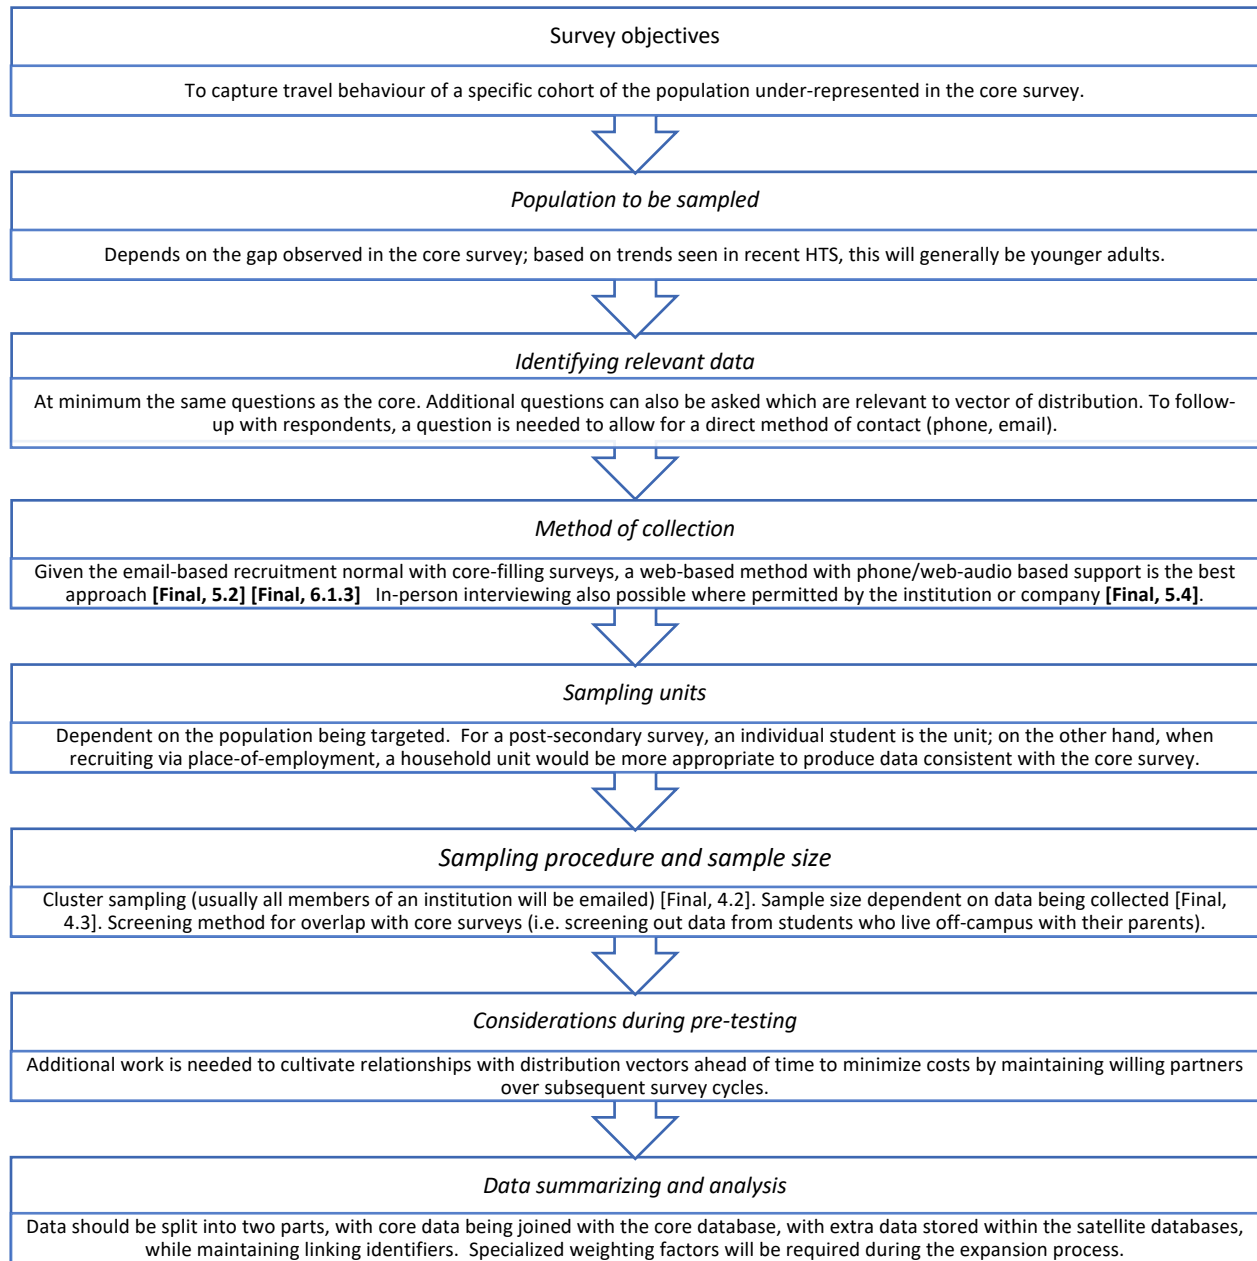 Survey objectives
To capture travel behaviour of a specific cohort of the population under-represented in the core survey.
Population to be sampled
Depends on the gap observed in the core survey; based on trends seen in recent HTS, this will generally be younger adults.
Identifying relevant data
At minimum the same questions as the core. Additional questions can also be asked which are relevant to vector of distribution. To follow-
up with respondents, a question is needed to allow for a direct method of contact (phone, email).
Method of collection
Given the email-based recruitment normal with core-filling surveys, a web-based method with phone/web-audio based support is the best
approach [Final, 5.2] [Final, 6.1.3] In-person interviewing also possible where permitted by the institution or company [Final, 5.4].
Sampling units
Dependent on the population being targeted. For a post-secondary survey, an individual student is the unit; on the other hand, when
recruiting via place-of-employment, a household unit would be more appropriate to produce data consistent with the core survey.
Sampling procedure and sample size
Cluster sampling (usually all members of an institution will be emailed) [Final, 4.2]. Sample size dependent on data being collected [Final,
4.3]. Screening method for overlap with core surveys (i.e. screening out data from students who live off-campus with their parents).
Considerations during pre-testing
Additional work is needed to cultivate relationships with distribution vectors ahead of time to minimize costs by maintaining willing partners
over subsequent survey cycles.
Data summarizing and analysis
Data should be split into two parts, with core data being joined with the core database, with extra data stored within the satellite databases,
while maintaining linking identifiers. Specialized weighting factors will be required during the expansion process.